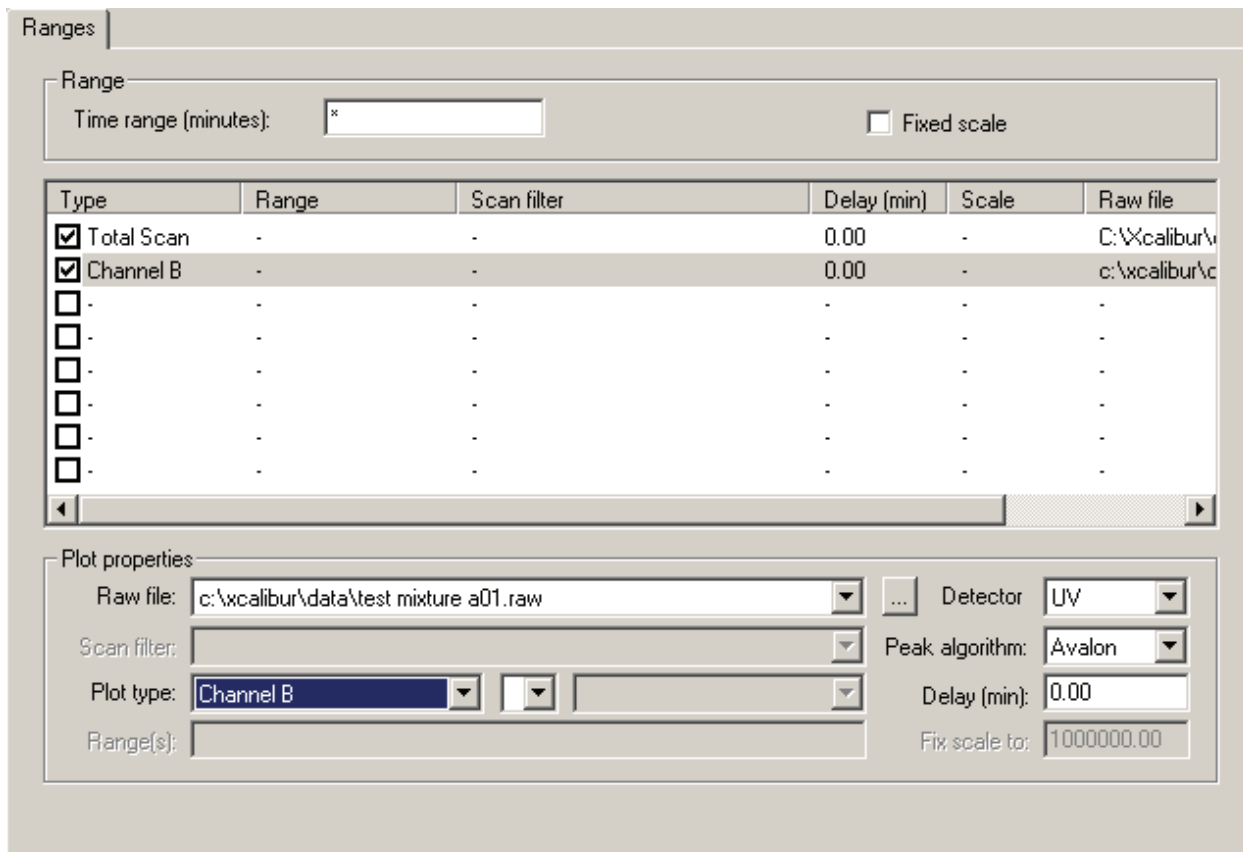 Ranges
Range
Time range (minutes): * Fixed scale
Type Range Scan filter Delay (min) Scale Raw file
Total Scan - - 0.00 - C:\Xcalibur\
Channel B - - 0.00 - c:\xcalibur\c
- - - - - -
- - - - - -
- - - - - -
- - - - - -
- - - - - -
- - - - - -
Plot properties
Raw file: c:\xcalibur\data\test mixture a01.raw ... Detector UV
Scan filter: Peak algorithm: Avalon
Plot type: Channel B Delay (min): 0.00
Range(s): Fix scale to: 1000000.00